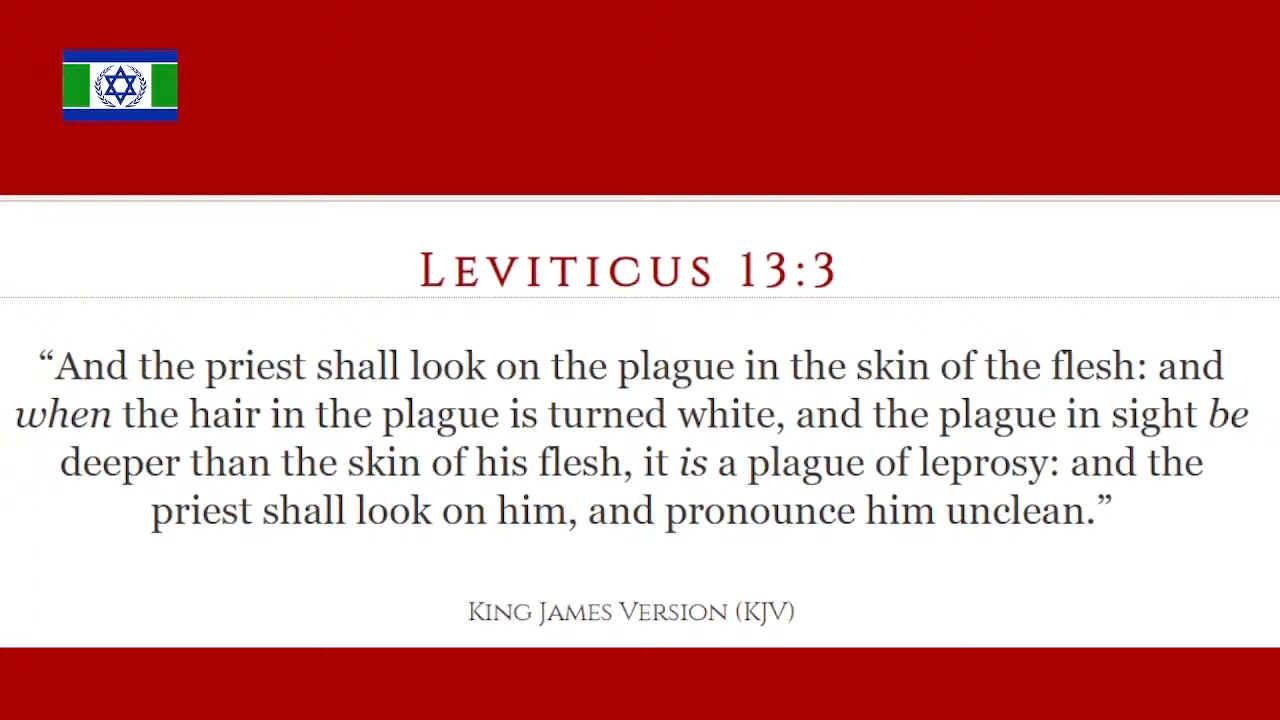 Leviticus 13:3
“And the priest shall look on the plague in the skin of the flesh: and
when the hair in the plague is turned white, and the plague in sight be
deeper than the skin of his flesh, it is a plague of leprosy: and the
priest shall look on him, and pronounce him unclean.”
King James Version (KJV)